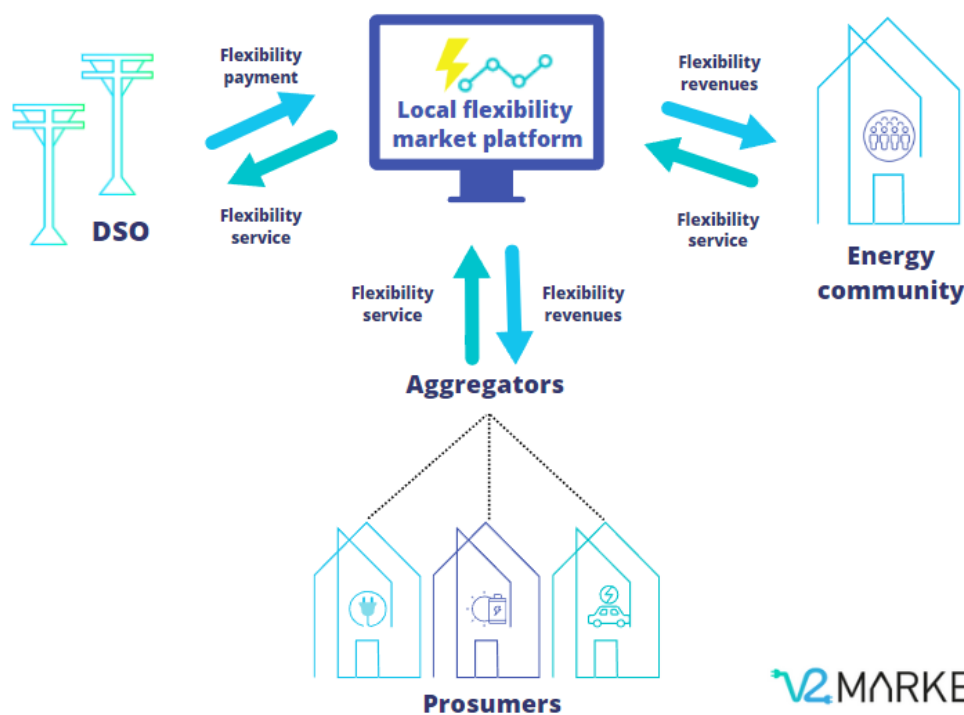 Flexibility
payment
Flexibility
service
DSO
Local flexibility
market platform
Flexibility
revenues
Flexibility
service
Energy
community
Flexibility
service
Flexibility
revenues
Aggregators
Prosumers
V2MARKE